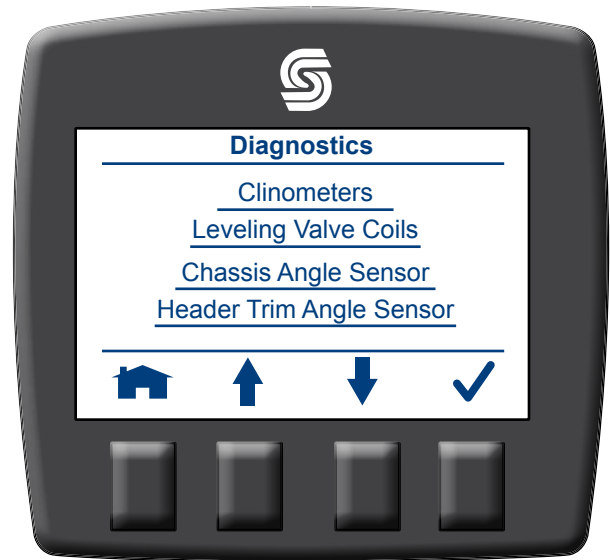 Diagnostics
Clinometers
Leveling Valve Coils
Chassis Angle Sensor
Header Trim Angle Sensor